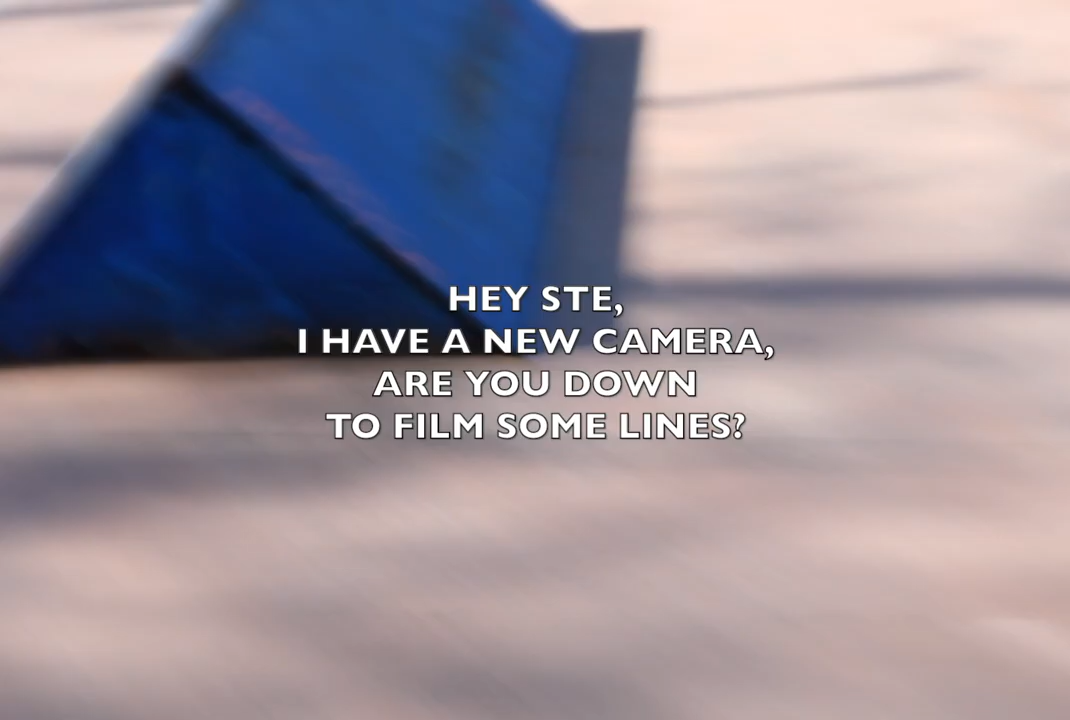 HEY STE,
I HAVE A NEW CAMERA,
ARE YOU DOWN
TO FILM SOME LINES?